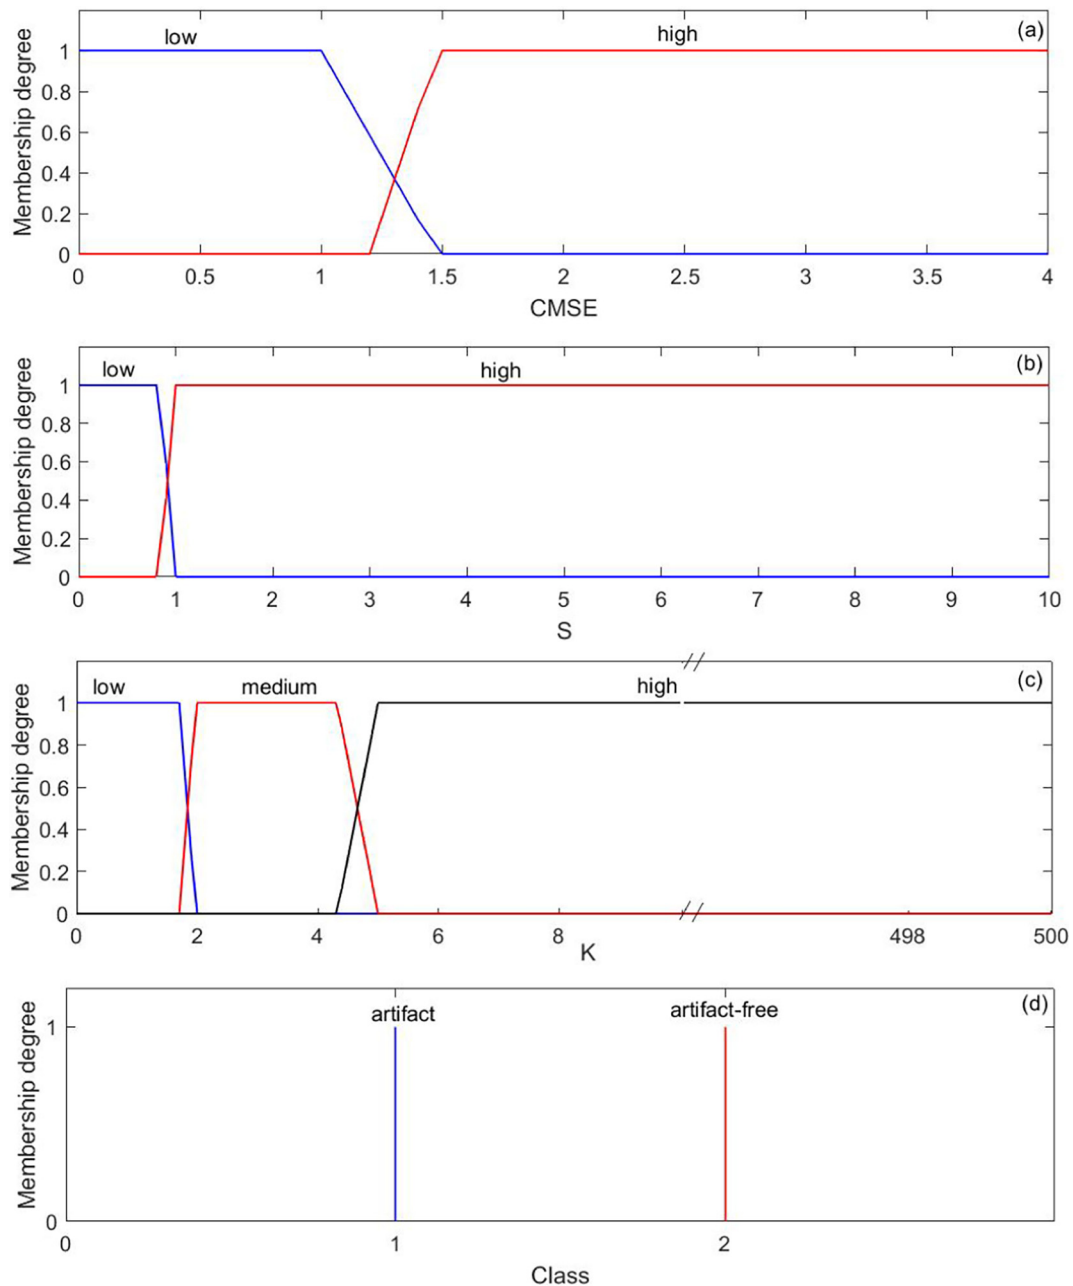 (a)
low high
Membership degree
1
0.8
0.6
0.4
0.2
0
0 0.5 1 1.5 2 2.5 3 3.5 4
CMSE
(b)
low high
Membership degree
1
0.8
0.6
0.4
0.2
0
0 1 2 3 4 5 6 7 8 9 10
S
(c)
low medium high
Membership degree
1
0.8
0.6
0.4
0.2
0
0 2 4 6 8 498 500
K
(d)
artifact artifact-free
Membership degree
1
0
0 1 2
Class